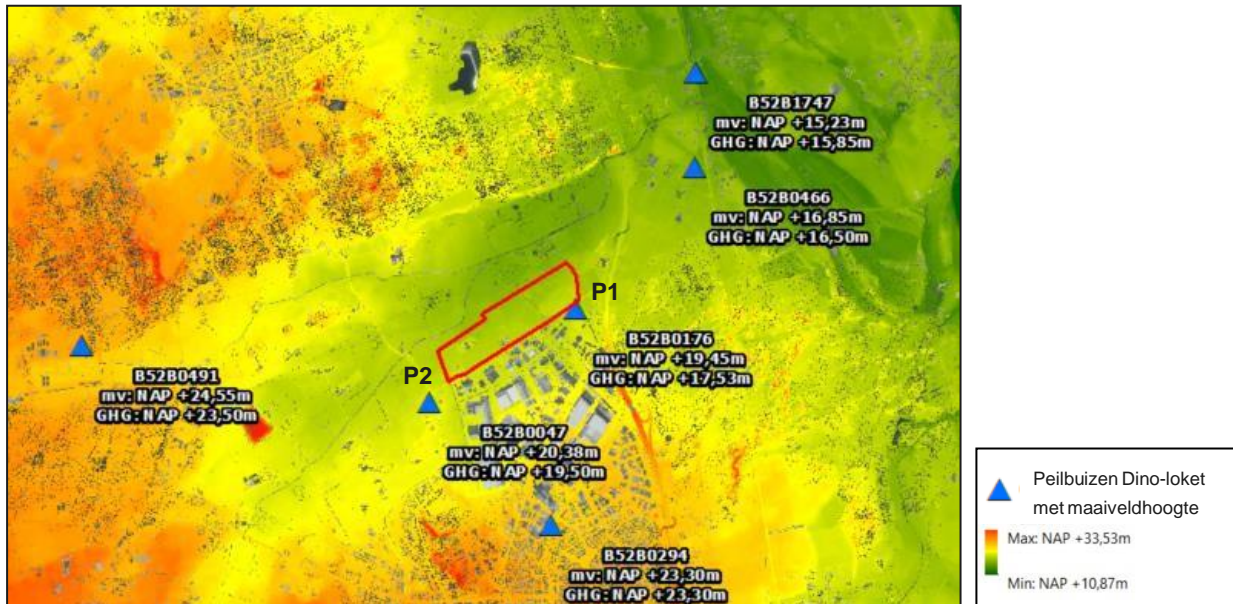 B52B1747
mv: NAP +15,23m
GHG: NAP +15,85m
B52B0466
mv: NAP +16,85m
GHG: NAP +16,50m
P1
B52B0176
mv: NAP +19,45m
GHG: NAP +17,53m
B52B0491
mv: NAP +24,55m
GHG: NAP +23,50m
P2
B52B0047
mv: NAP +20,38m
GHG: NAP +19,50m
B52B0294
mv: NAP +23,30m
GHG: NAP +23,30m
Peilbuizen Dino-loket
met maaiveldhoogte
Max: NAP +33,53m
Min: NAP +10,87m